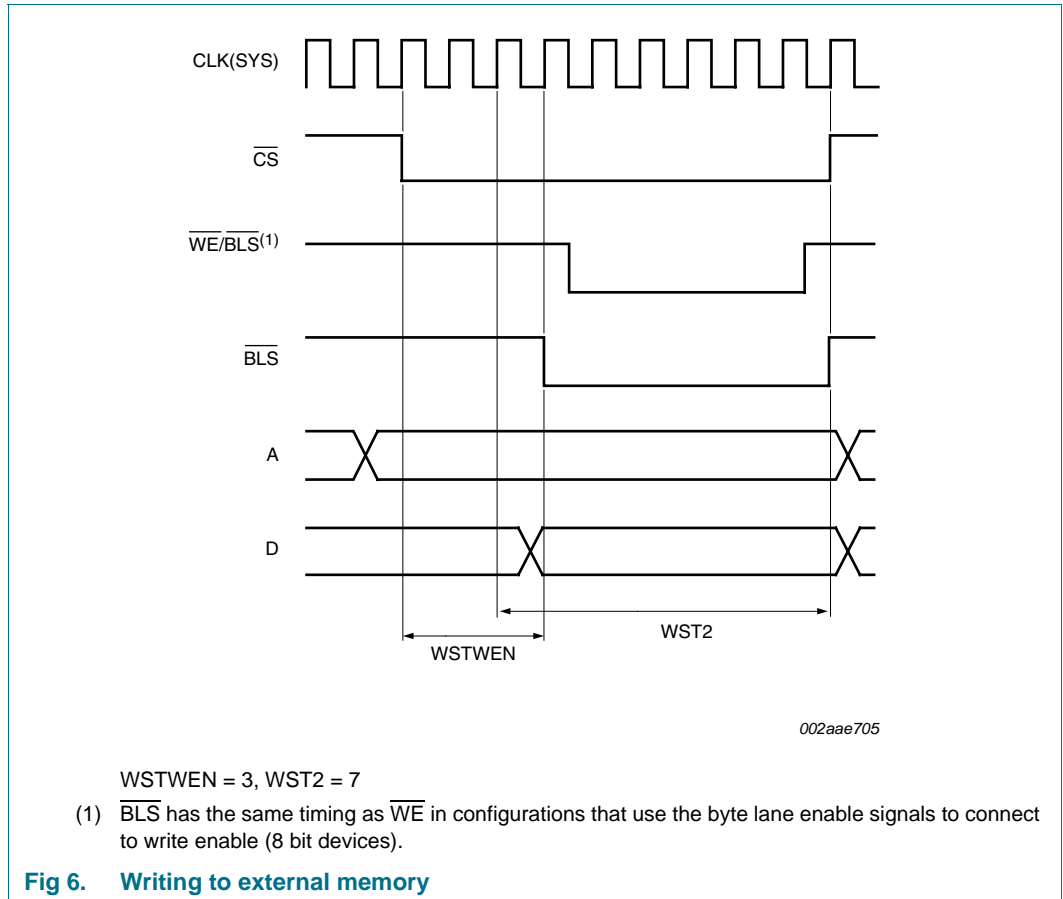 CLK(SYS)
CS
WE/BLS(1)
BLS
A
D
WST2
WSTWEN
002aae705
WSTWEN = 3, WST2 = 7
(1) BLS has the same timing as WE in configurations that use the byte lane enable signals to connect
to write enable (8 bit devices).
Fig 6. Writing to external memory